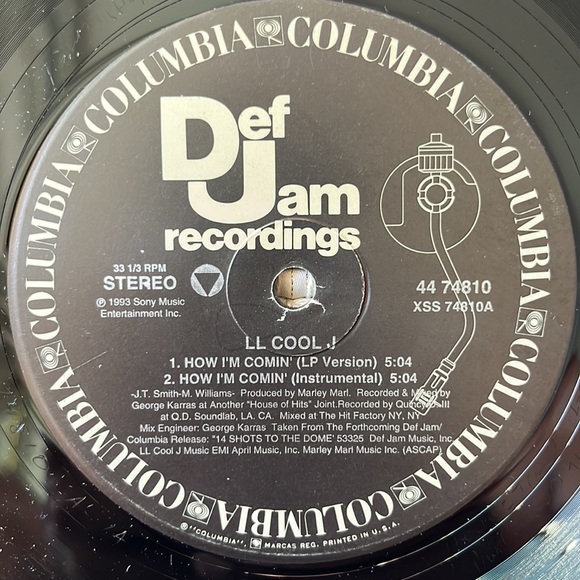 COLUMBIA COLUMBIA COLUMBIA COLUMBIA COLUMBIA COLUMBIA COLUMBIA COLUMBIA
Def
Jam
recordings
33 1/3 RPM
STEREO
℗ 1993 Sony Music
Entertainment Inc.
44 74810
XSS 74810A
LL COOL J
1. HOW I'M COMIN' (LP Version) 5:04
2. HOW I'M COMIN' (Instrumental) 5:04
-J.T. Smith-M. Williams- Produced by Marley Marl. Recorded & Mixed by
George Karras at Another "House of Hits" Joint.Recorded by QuincyJonIII
at Q.D. Soundlab, LA. CA. Mixed at The Hit Factory NY, NY
Mix Engineer: George Karras Taken From The Forthcoming Def Jam/
Columbia Release: "14 SHOTS TO THE DOME' 53325 Def Jam Music, Inc.
LL Cool J Music EMI April Music, Inc. Marley Marl Music Inc. (ASCAP)
® "COLUMBIA", MARCAS REG. PRINTED IN U.S.A.